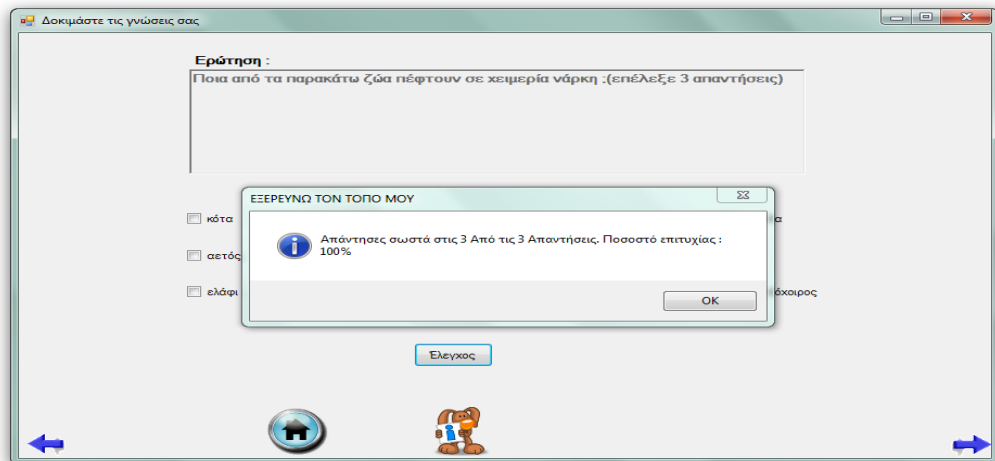 Δοκιμάστε τις γνώσεις σας
Ερώτηση :
Ποια από τα παρακάτω ζώα πέφτουν σε χειμερία νάρκη :(επέλεξε 3 απαντήσεις)
ΕΞΕΡΕΥΝΩ ΤΟΝ ΤΟΠΟ ΜΟΥ
Απάντησες σωστά στις 3 Από τις 3 Απαντήσεις. Ποσοστό επιτυχίας :
100%
OK
κότα
αετός
ελάφι
Έλεγχος